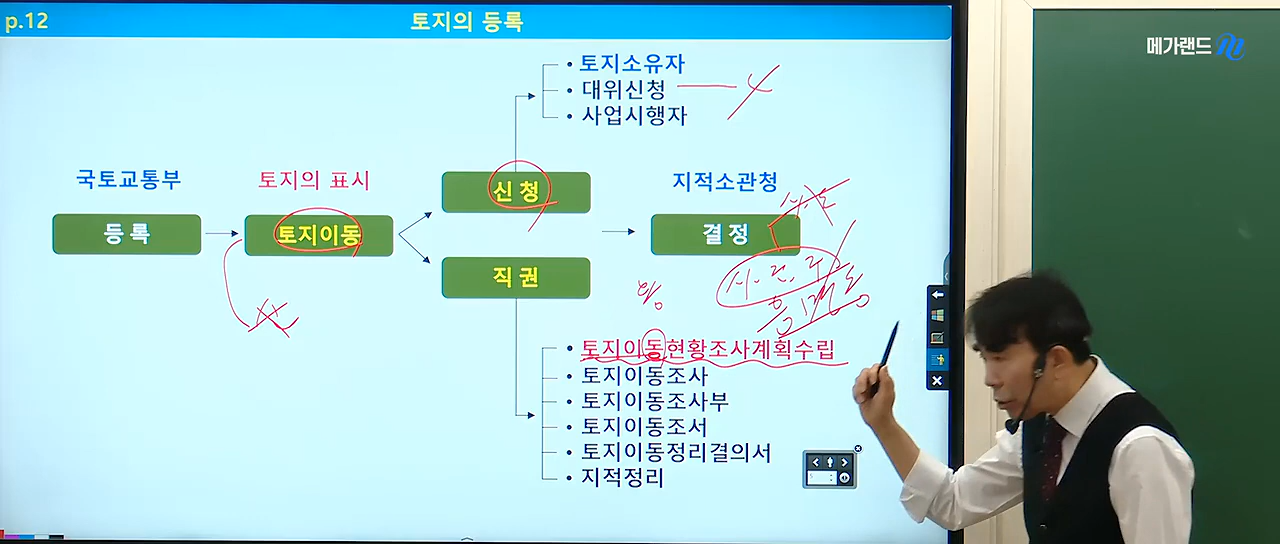 p.12
토지의 등록
메가랜드
• 토지소유자
• 대위신청
• 사업시행자
국토교통부
토지의 표시
신 청
지적소관청
등 록
토지이동
결 정
직 권
• 토지이동현황조사계획수립
• 토지이동조사
• 토지이동조사부
• 토지이동조서
• 토지이동정리결의서
• 지적정리